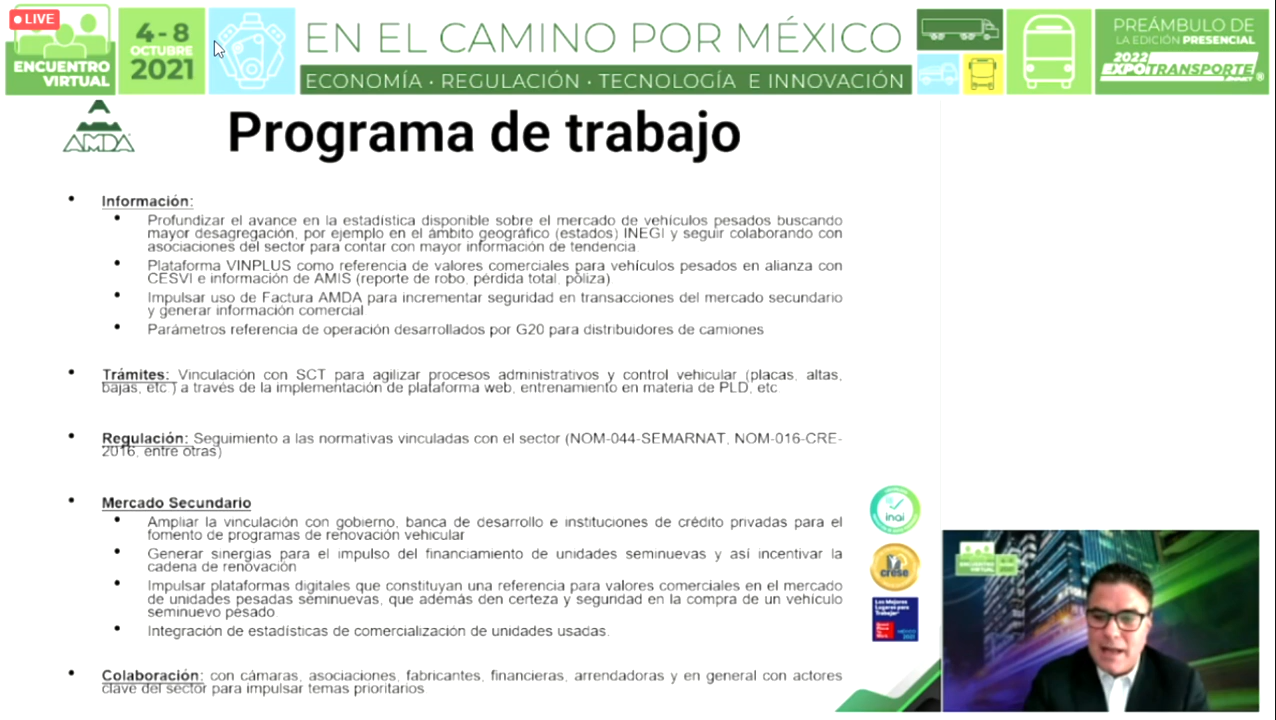 LIVE
ENCUENTRO
VIRTUAL
4 - 8
OCTUBRE
2021
EN EL CAMINO POR MÉXICO
ECONOMÍA · REGULACIÓN · TECNOLOGÍA E INNOVACIÓN
PREÁMBULO DE
LA EDICIÓN PRESENCIAL
2022
EXPOTRANSPORTE
®
AMDA
Programa de trabajo
• Información:
• Profundizar el avance en la estadística disponible sobre el mercado de vehículos pesados buscando
mayor desagregación, por ejemplo en el ámbito geográfico (estados) INEGI y seguir colaborando con
asociaciones del sector para contar con mayor información de tendencia.
• Plataforma VINPLUS como referencia de valores comerciales para vehículos pesados en alianza con
CESVI e información de AMIS (reporte de robo, pérdida total, póliza)
• Impulsar uso de Factura AMDA para incrementar seguridad en transacciones del mercado secundario
y generar información comercial
• Parámetros referencia de operación desarrollados por G20 para distribuidores de camiones
• Trámites: Vinculación con SCT para agilizar procesos administrativos y control vehicular (placas, altas,
bajas, etc.) a través de la implementación de plataforma web, entrenamiento en materia de PLD, etc
• Regulación: Seguimiento a las normativas vinculadas con el sector (NOM-044-SEMARNAT, NOM-016-CRE-
2016, entre otras)
• Mercado Secundario
• Ampliar la vinculación con gobierno, banca de desarrollo e instituciones de crédito privadas para el
fomento de programas de renovación vehicular
• Generar sinergias para el impulso del financiamiento de unidades seminuevas y así incentivar la
cadena de renovación
• Impulsar plataformas digitales que constituyan una referencia para valores comerciales en el mercado
de unidades pesadas seminuevas, que además den certeza y seguridad en la compra de un vehículo
seminuevo pesado
• Integración de estadísticas de comercialización de unidades usadas.
• Colaboración: con cámaras, asociaciones, fabricantes, financieras, arrendadoras y en general con actores
clave del sector para impulsar temas prioritarios
inai
crese
Los Mejores
Lugares para
Trabajar
ENCUENTRO
VIRTUAL